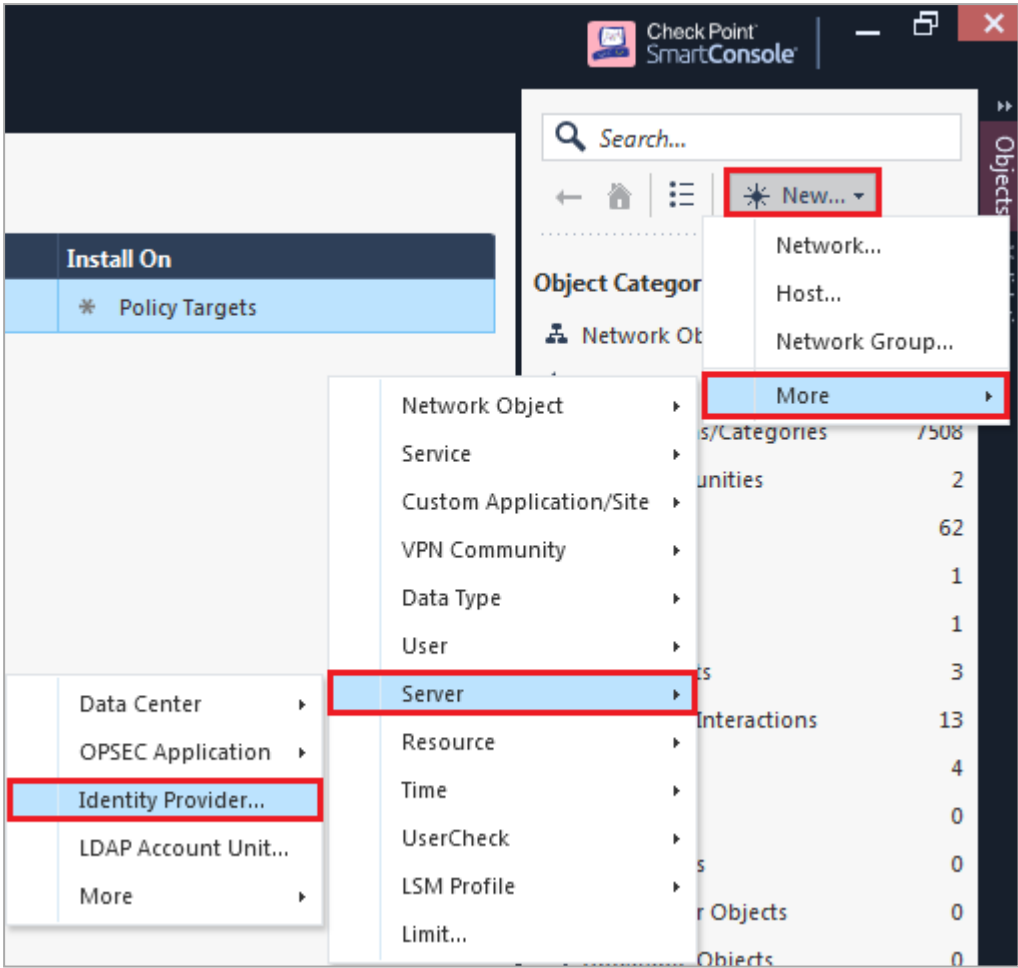 Check Point
SmartConsole
Search...
Objects
New...
Network...
Host...
Network Group...
More
Install On
Policy Targets
Object Categor
Network Ob
s/Categories 7508
unities 2
62
1
1
ts 3
Interactions 13
4
0
s 0
r Objects 0
Objects 0
Network Object
Service
Custom Application/Site
VPN Community
Data Type
User
Server
Resource
Time
UserCheck
LSM Profile
Limit...
Data Center
OPSEC Application
Identity Provider...
LDAP Account Unit...
More